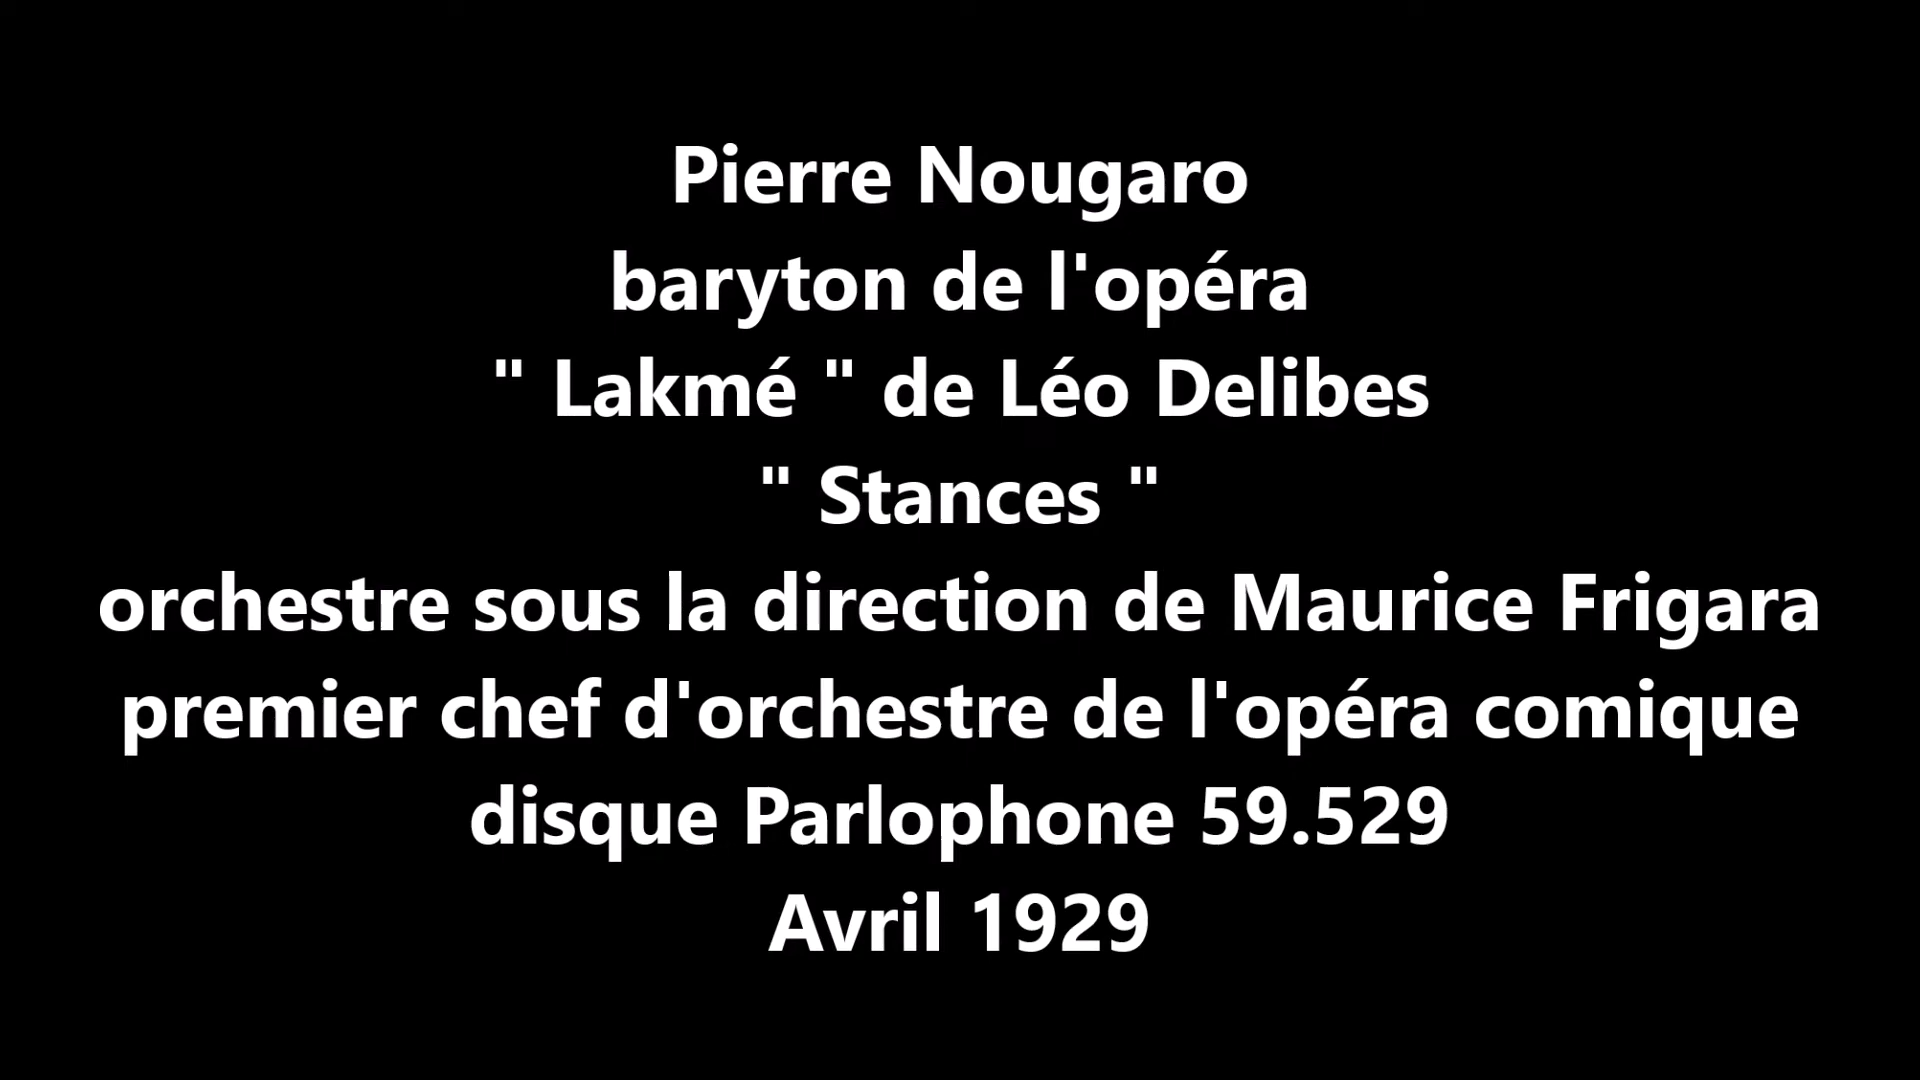 Pierre Nougaro
baryton de l'opéra
" Lakmé " de Léo Delibes
" Stances "
orchestre sous la direction de Maurice Frigara
premier chef d'orchestre de l'opéra comique
disque Parlophone 59.529
Avril 1929